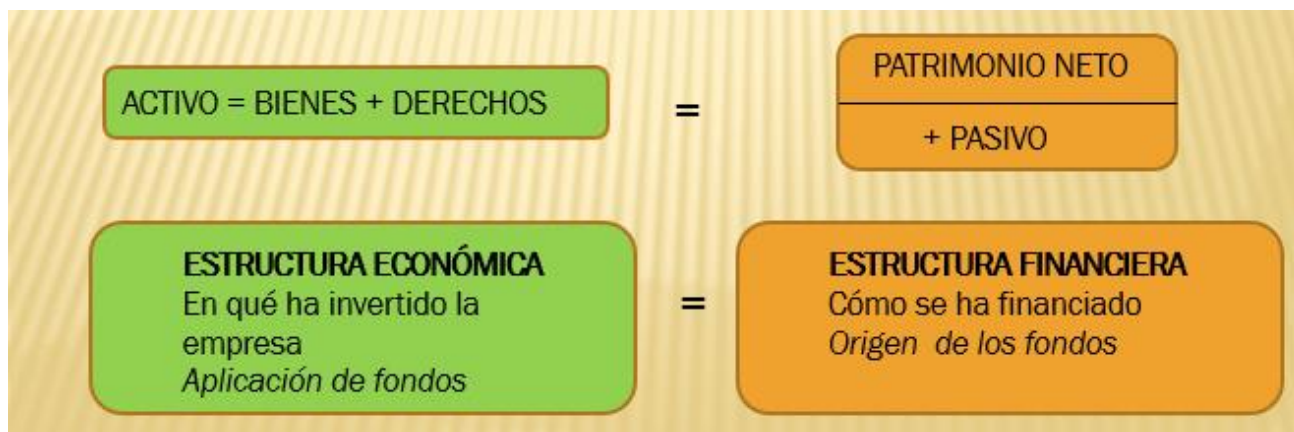 ACTIVO = BIENES + DERECHOS
=
PATRIMONIO NETO
+ PASIVO
ESTRUCTURA ECONÓMICA
En qué ha invertido la
empresa
Aplicación de fondos
=
ESTRUCTURA FINANCIERA
Cómo se ha financiado
Origen de los fondos